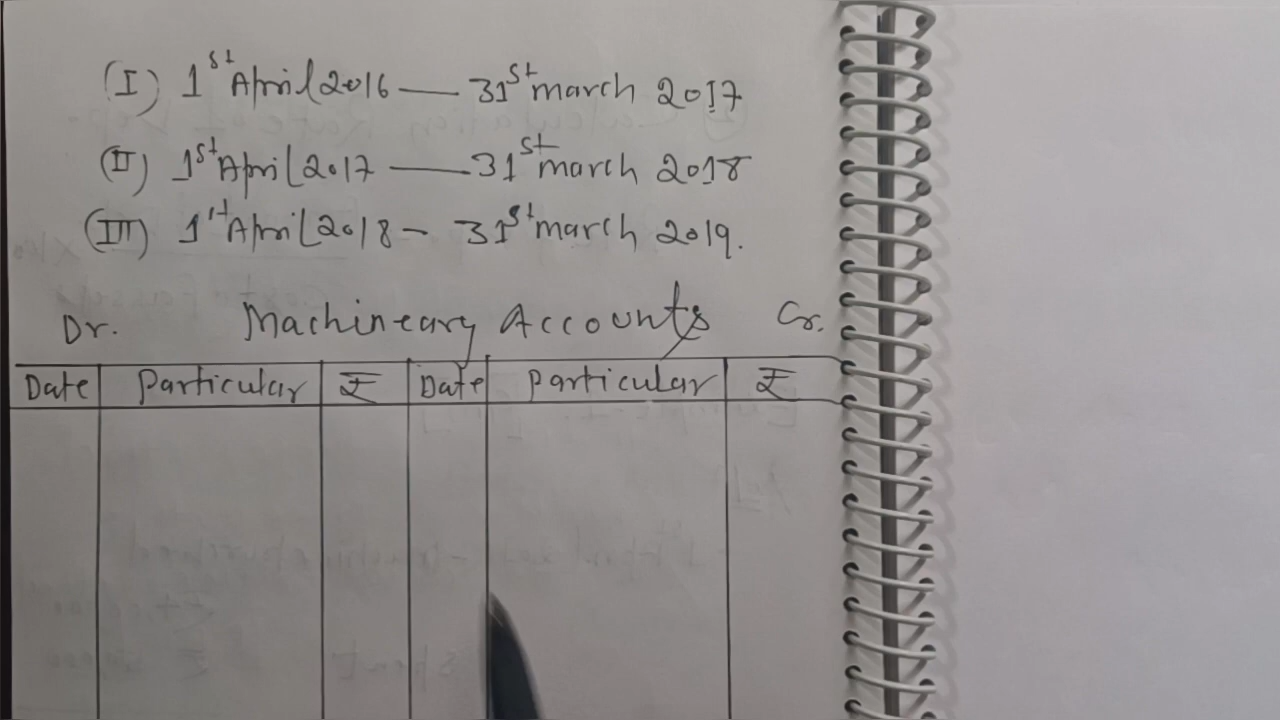 (I) 1st April 2016 — 31st march 2017
(II) 1st April 2017 — 31st march 2018
(III) 1st April 2018 - 31st march 2019.
Dr. Machineary Accounts Cr.
Date Particular ₹ Date Particular ₹